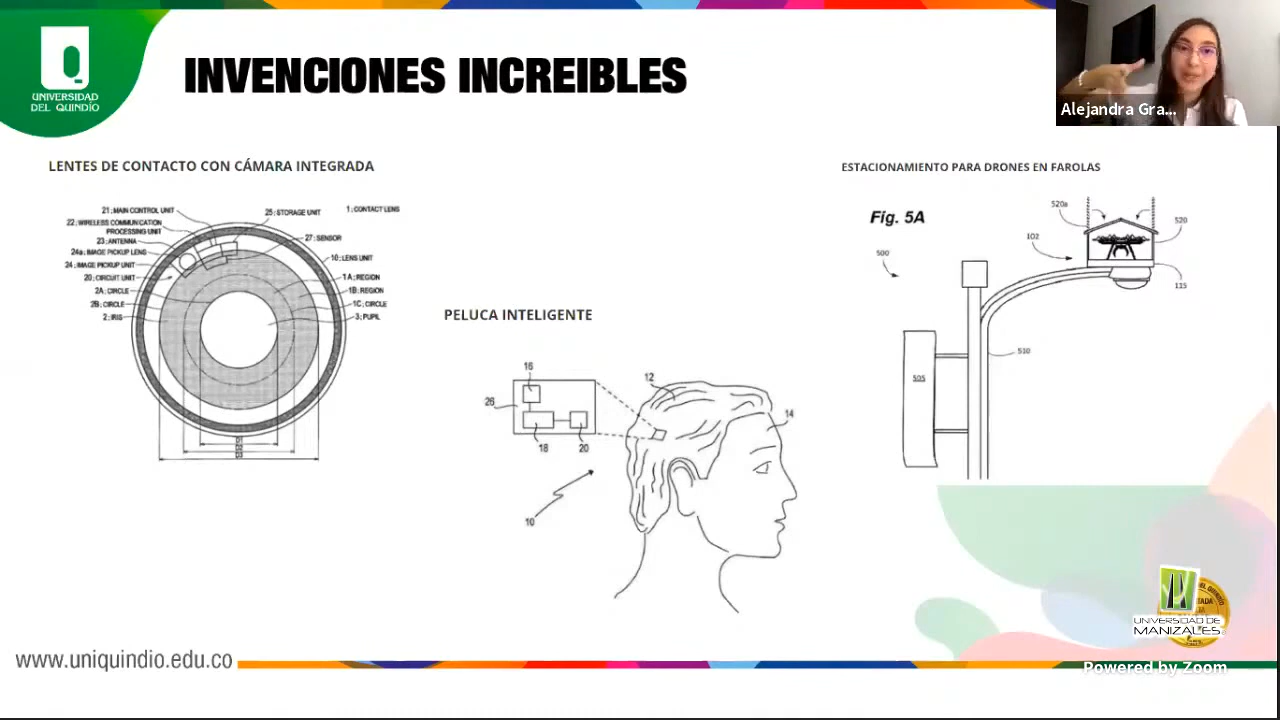 UNIVERSIDAD
DEL QUINDÍO
INVENCIONES INCREIBLES
Alejandra Gra...
LENTES DE CONTACTO CON CÁMARA INTEGRADA
21; MAIN CONTROL UNIT
22; WIRELESS COMMUNICATION
PROCESSING UNIT
23; ANTENNA
24a; IMAGE PICKUP LENS
24; IMAGE PICKUP UNIT
20; CIRCUIT UNIT
2A; CIRCLE
2B; CIRCLE
2; IRIS
25; STORAGE UNIT
1; CONTACT LENS
27; SENSOR
10; LENS UNIT
1A; REGION
1B; REGION
1C; CIRCLE
3; PUPIL
D1
D2
D3
PELUCA INTELIGENTE
16
26
18
20
12
14
10
ESTACIONAMIENTO PARA DRONES EN FAROLAS
Fig. 5A
520a
520
102
500
115
510
505
UNIVERSIDAD DE
MANIZALES
www.uniquindio.edu.co
Powered by Zoom